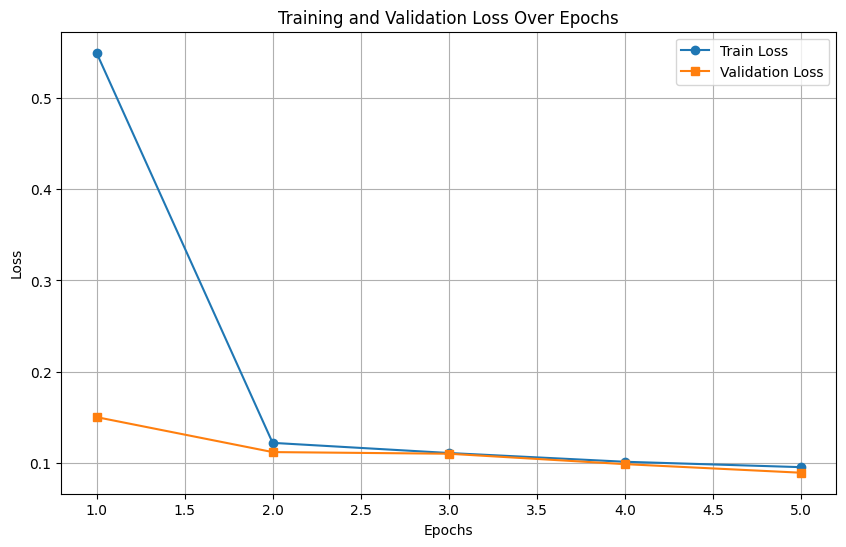 Training and Validation Loss Over Epochs
Train Loss
Validation Loss
Loss
0.5
0.4
0.3
0.2
0.1
1.0 1.5 2.0 2.5 3.0 3.5 4.0 4.5 5.0
Epochs